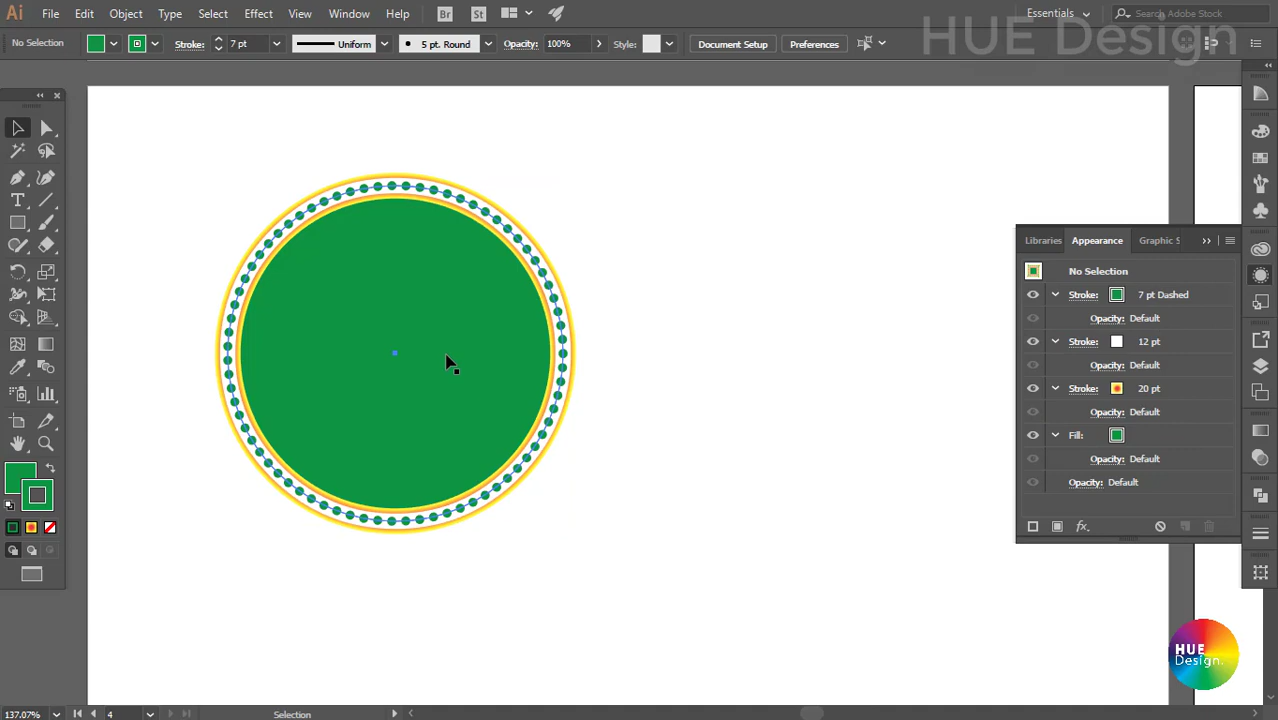 Ai File Edit Object Type Select Effect View Window Help Br St Essentials Search Adobe Stock
HUE Design
No Selection Stroke: 7 pt Uniform 5 pt. Round Opacity: 100% Style: Document Setup Preferences
Libraries Appearance Graphic S
No Selection
Stroke: 7 pt Dashed
Opacity: Default
Stroke: 12 pt
Opacity: Default
Stroke: 20 pt
Opacity: Default
Fill:
Opacity: Default
Opacity: Default
fx.
HUE
Design.
137.07% 4 Selection